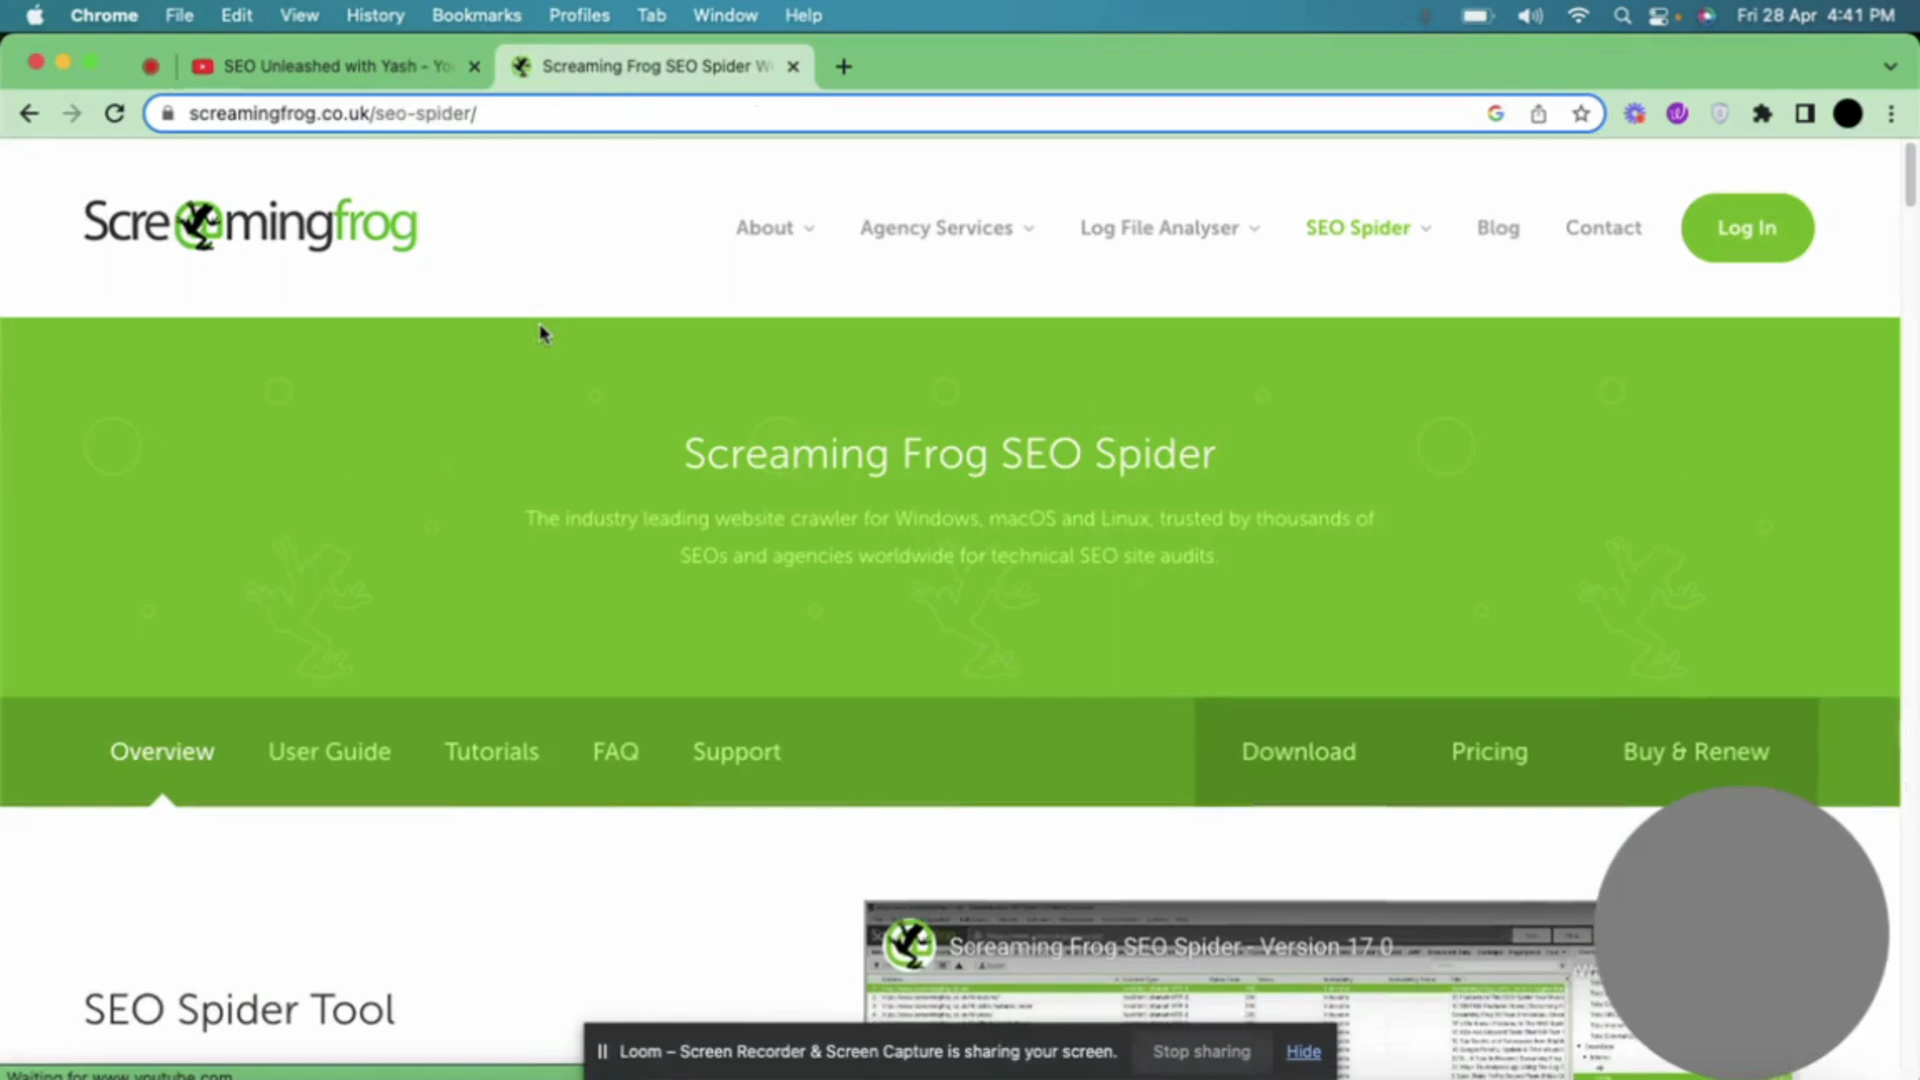 Chrome File Edit View History Bookmarks Profiles Tab Window Help Fri 28 Apr 4:41 PM
SEO Unleashed with Yash - Yo Screaming Frog SEO Spider W
screamingfrog.co.uk/seo-spider/
Screamingfrog
About Agency Services Log File Analyser SEO Spider Blog Contact Log In
Screaming Frog SEO Spider
The industry leading website crawler for Windows, macOS and Linux, trusted by thousands of
SEOs and agencies worldwide for technical SEO site audits.
Overview User Guide Tutorials FAQ Support Download Pricing Buy & Renew
Screaming Frog SEO Spider - Version 17.0
SEO Spider Tool
Loom – Screen Recorder & Screen Capture is sharing your screen. Stop sharing Hide
Waiting for www.youtube.com